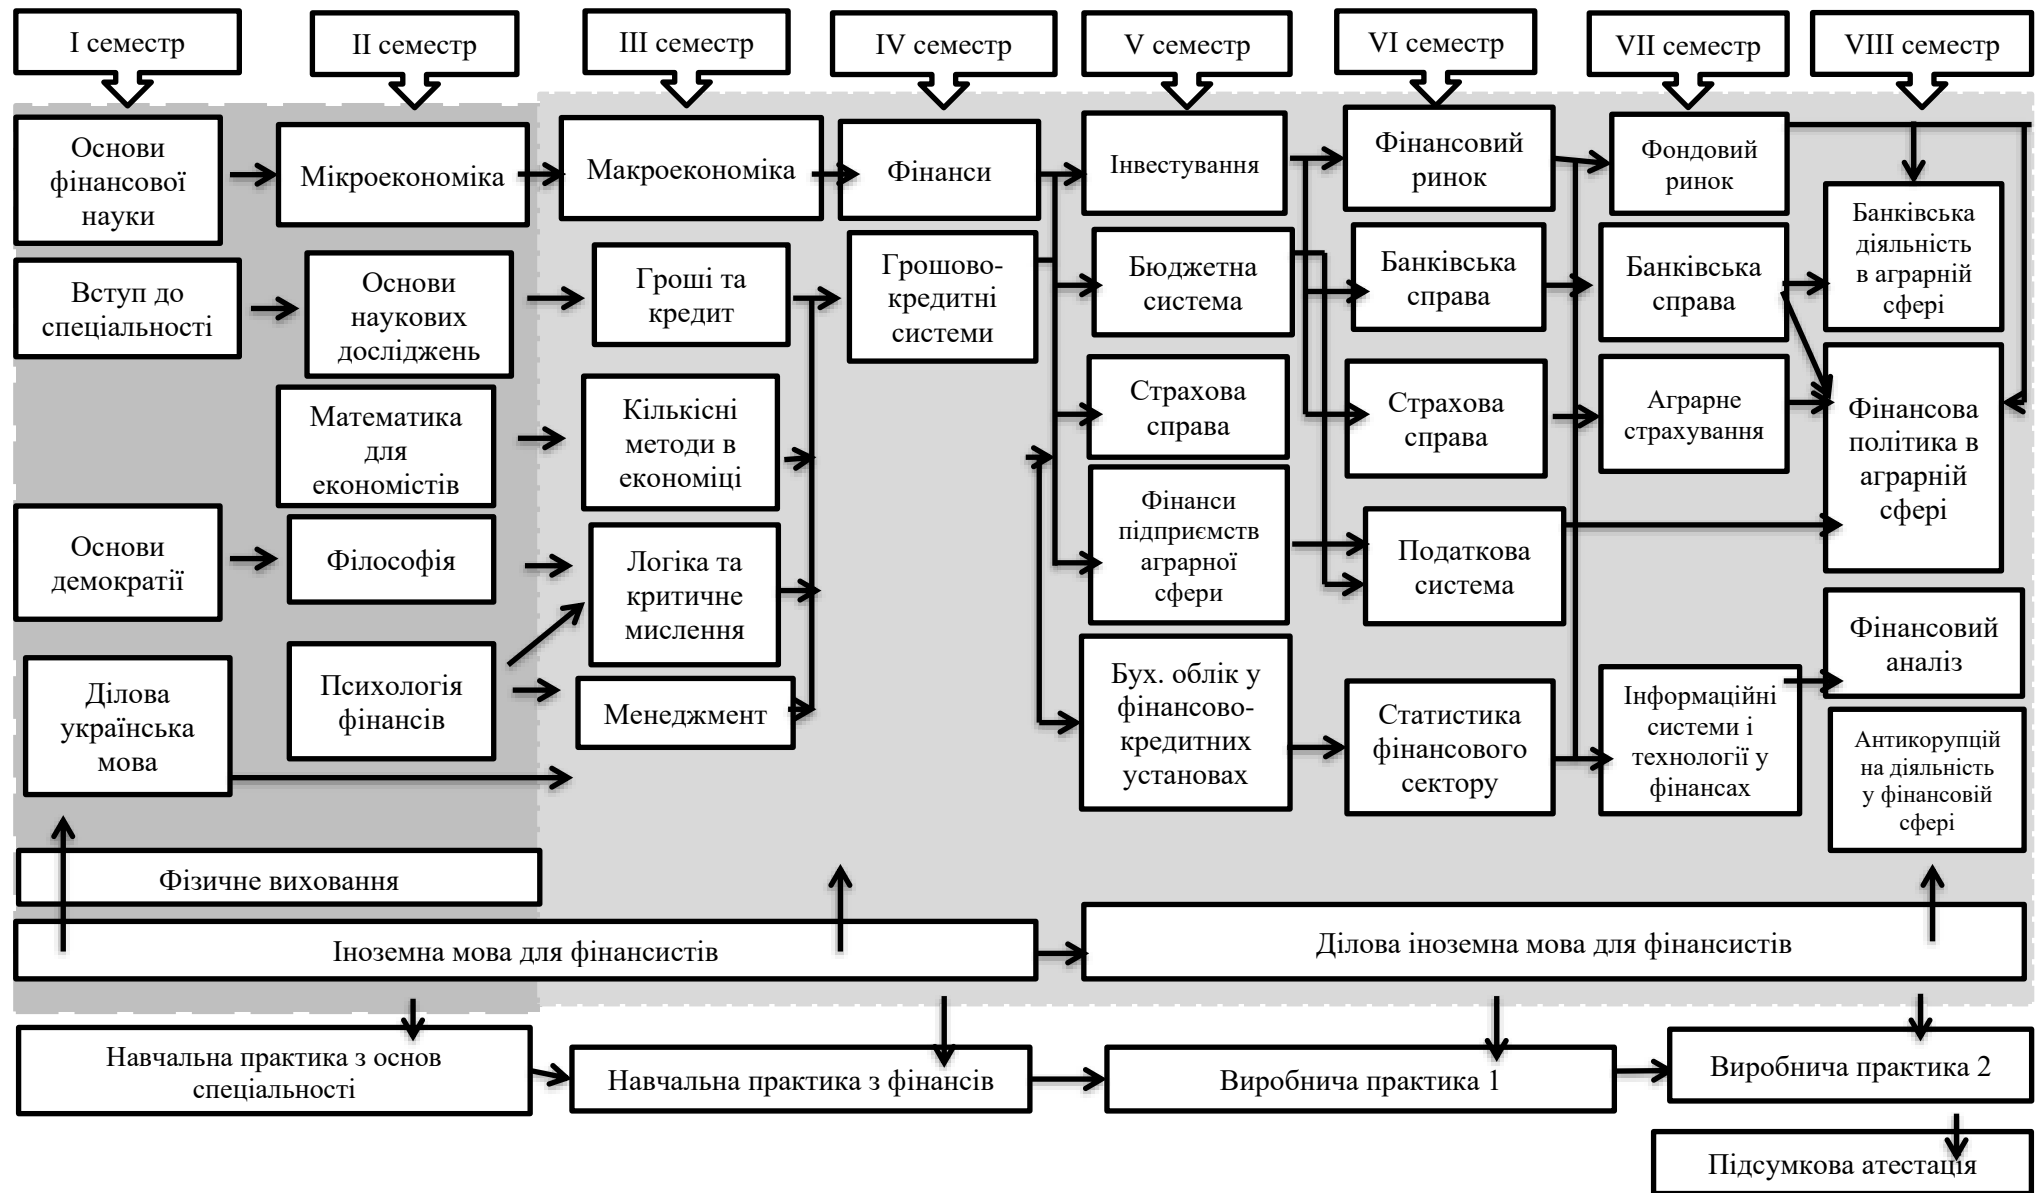 I семестр
II семестр
III семестр
IV семестр
V семестр
VI семестр
VII семестр
VIII семестр
Основи
фінансової
науки
Вступ до
спеціальності
Основи
демократії
Ділова
українська
мова
Мікроекономіка
Основи
наукових
досліджень
Математика
для
економістів
Філософія
Психологія
фінансів
Макроекономіка
Гроші та
кредит
Кількісні
методи в
економіці
Логіка та
критичне
мислення
Менеджмент
Фінанси
Грошово-
кредитні
системи
Інвестування
Бюджетна
система
Страхова
справа
Фінанси
підприємств
аграрної
сфери
Бух. облік у
фінансово-
кредитних
установах
Фінансовий
ринок
Банківська
справа
Страхова
справа
Податкова
система
Статистика
фінансового
сектору
Фондовий
ринок
Банківська
справа
Аграрне
страхування
Інформаційні
системи і
технології у
фінансах
Банківська
діяльність
в аграрній
сфері
Фінансова
політика в
аграрній
сфері
Фінансовий
аналіз
Антикорупцій
на діяльність
у фінансовій
сфері
Фізичне виховання
Іноземна мова для фінансистів
Ділова іноземна мова для фінансистів
Навчальна практика з основ
спеціальності
Навчальна практика з фінансів
Виробнича практика 1
Виробнича практика 2
Підсумкова атестація